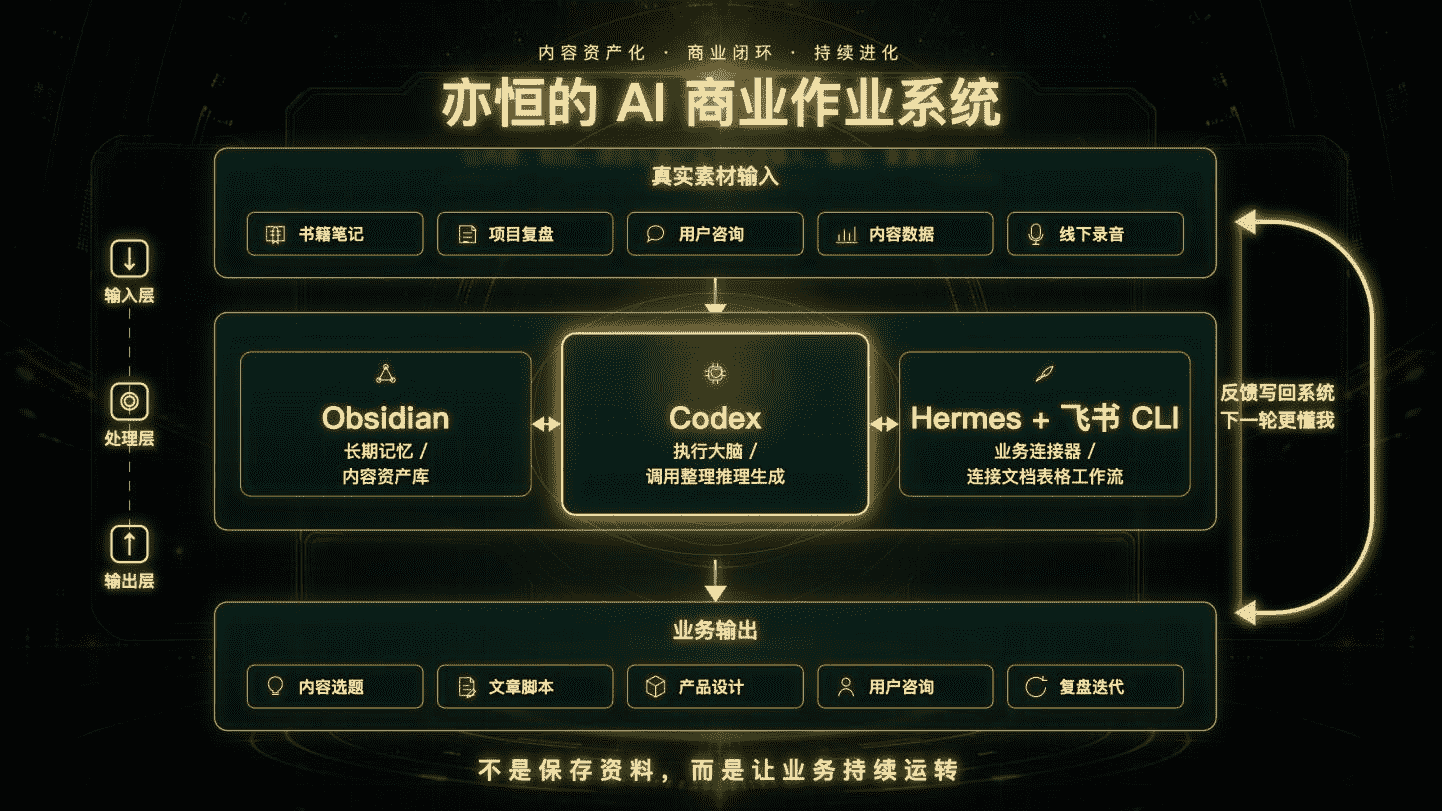 内容资产化 · 商业闭环 · 持续进化
亦恒的 AI 商业作业系统
真实素材输入
书籍笔记
项目复盘
用户咨询
内容数据
线下录音
输入层
处理层
输出层
Obsidian
长期记忆 /
内容资产库
Codex
执行大脑 /
调用整理推理生成
Hermes + 飞书 CLI
业务连接器 /
连接文档表格工作流
反馈写回系统
下一轮更懂我
业务输出
内容选题
文章脚本
产品设计
用户咨询
复盘迭代
不是保存资料，而是让业务持续运转